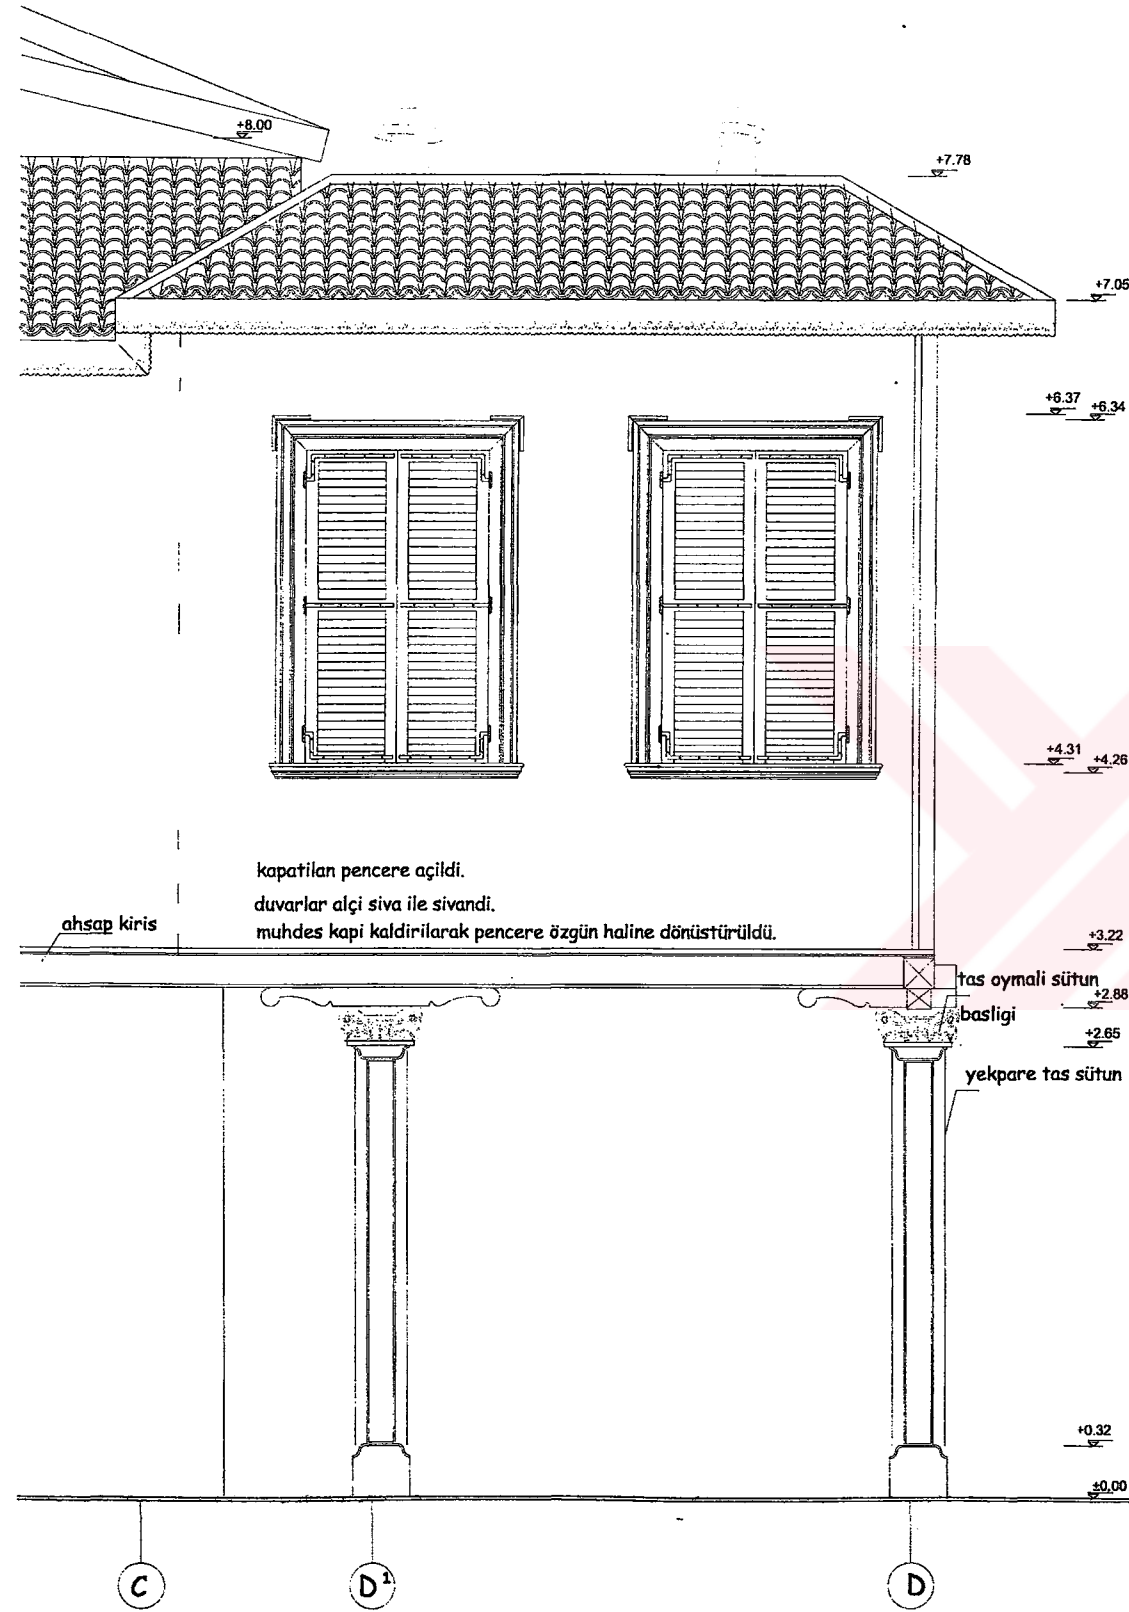 +8.00
+7.78
+7.05
+6.37
+6.34
+4.31
+4.26
kapatilan pencere açildi.
duvarlar alçi siva ile sivandi.
muhdes kapi kaldirilarak pencere özgün haline dönüstürüldü.
ahsap kiris
+3.22
tas oymali sütun
+2.88
basligi
+2.65
yekpare tas sütun
+0.32
±0,00
C
D¹
D